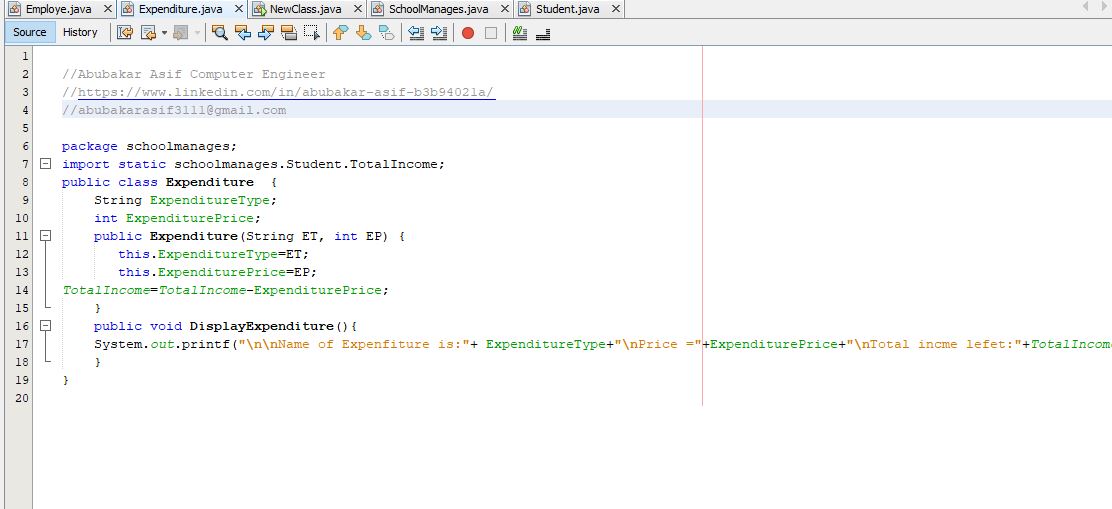 Employe.java Expenditure.java NewClass.java SchoolManages.java Student.java
Source History
1
2 //Abubakar Asif Computer Engineer
3 //https://www.linkedin.com/in/abubakar-asif-b3b94021a/
4 //abubakarasif3111@gmail.com
5
6 package schoolmanages;
7 import static schoolmanages.Student.TotalIncome;
8 public class Expenditure {
9 String ExpenditureType;
10 int ExpenditurePrice;
11 public Expenditure(String ET, int EP) {
12 this.ExpenditureType=ET;
13 this.ExpenditurePrice=EP;
14 TotalIncome=TotalIncome-ExpenditurePrice;
15 }
16 public void DisplayExpenditure(){
17 System.out.printf("\n\nName of Expenfiture is:"+ ExpenditureType+"\nPrice ="+ExpenditurePrice+"\nTotal incme lefet:"+TotalIncom
18 }
19 }
20